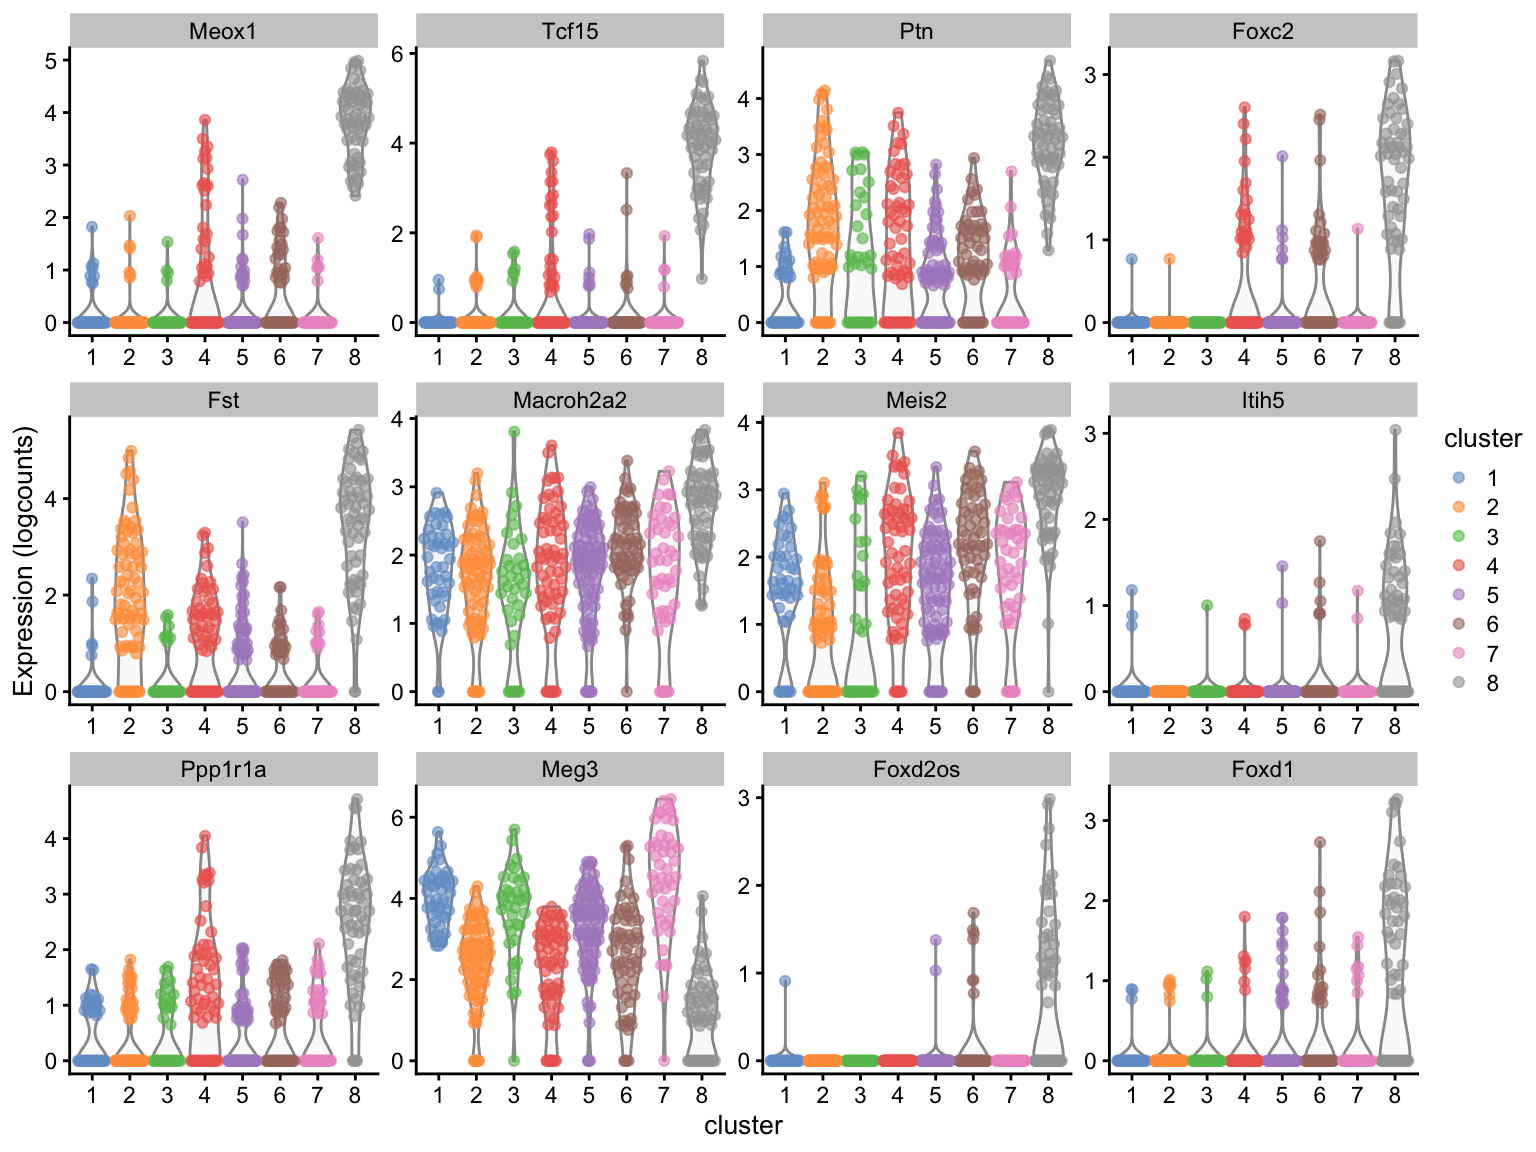 Meox1 Tcf15 Ptn Foxc2
5 4 3 2 1 0
6 4 2 0
4 3 2 1 0
3 2 1 0
1 2 3 4 5 6 7 8 1 2 3 4 5 6 7 8 1 2 3 4 5 6 7 8 1 2 3 4 5 6 7 8
Expression (logcounts)
Fst Macroh2a2 Meis2 Itih5
4 2 0
4 3 2 1 0
4 3 2 1 0
3 2 1 0
1 2 3 4 5 6 7 8 1 2 3 4 5 6 7 8 1 2 3 4 5 6 7 8 1 2 3 4 5 6 7 8
Ppp1r1a Meg3 Foxd2os Foxd1
4 3 2 1 0
6 4 2 0
3 2 1 0
3 2 1 0
1 2 3 4 5 6 7 8 1 2 3 4 5 6 7 8 1 2 3 4 5 6 7 8 1 2 3 4 5 6 7 8
cluster
cluster
1
2
3
4
5
6
7
8